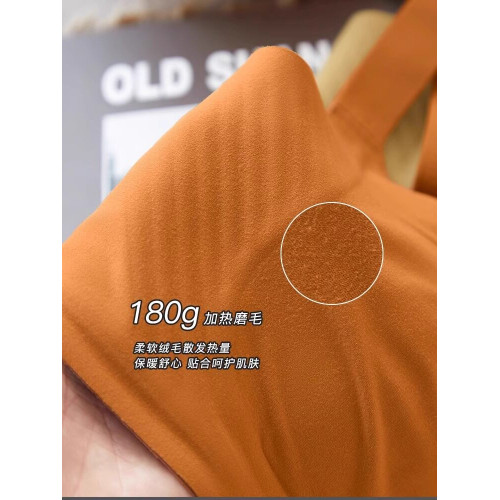 OLD
180g 加热磨毛
柔软绒毛散发热量
保暖舒心 贴合呵护肌肤